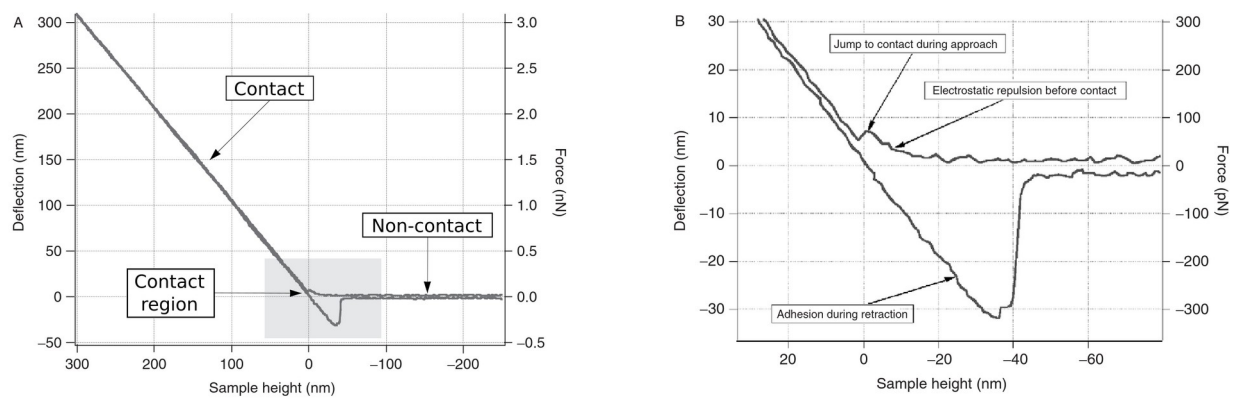 A
300
250
200
150
100
50
0
−50
Deflection (nm)
3.0
2.5
2.0
1.5
1.0
0.5
0.0
−0.5
Force (nN)
Contact
Non-contact
Contact
region
300 200 100 0 −100 −200
Sample height (nm)
B
30
20
10
0
−10
−20
−30
Deflection (nm)
300
200
100
0
−100
−200
−300
Force (pN)
Jump to contact during approach
Electrostatic repulsion before contact
Adhesion during retraction
20 0 −20 −40 −60
Sample height (nm)